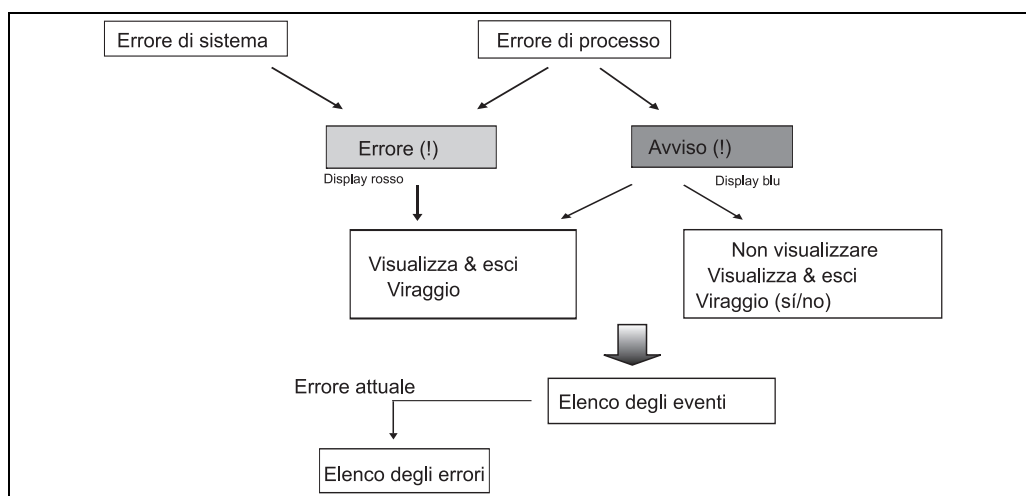 Errore di sistema
Errore di processo
Errore (!)
Avviso (!)
Display rosso
Display blu
Visualizza & esci
Viraggio
Non visualizzare
Visualizza & esci
Viraggio (sí/no)
Errore attuale
Elenco degli eventi
Elenco degli errori